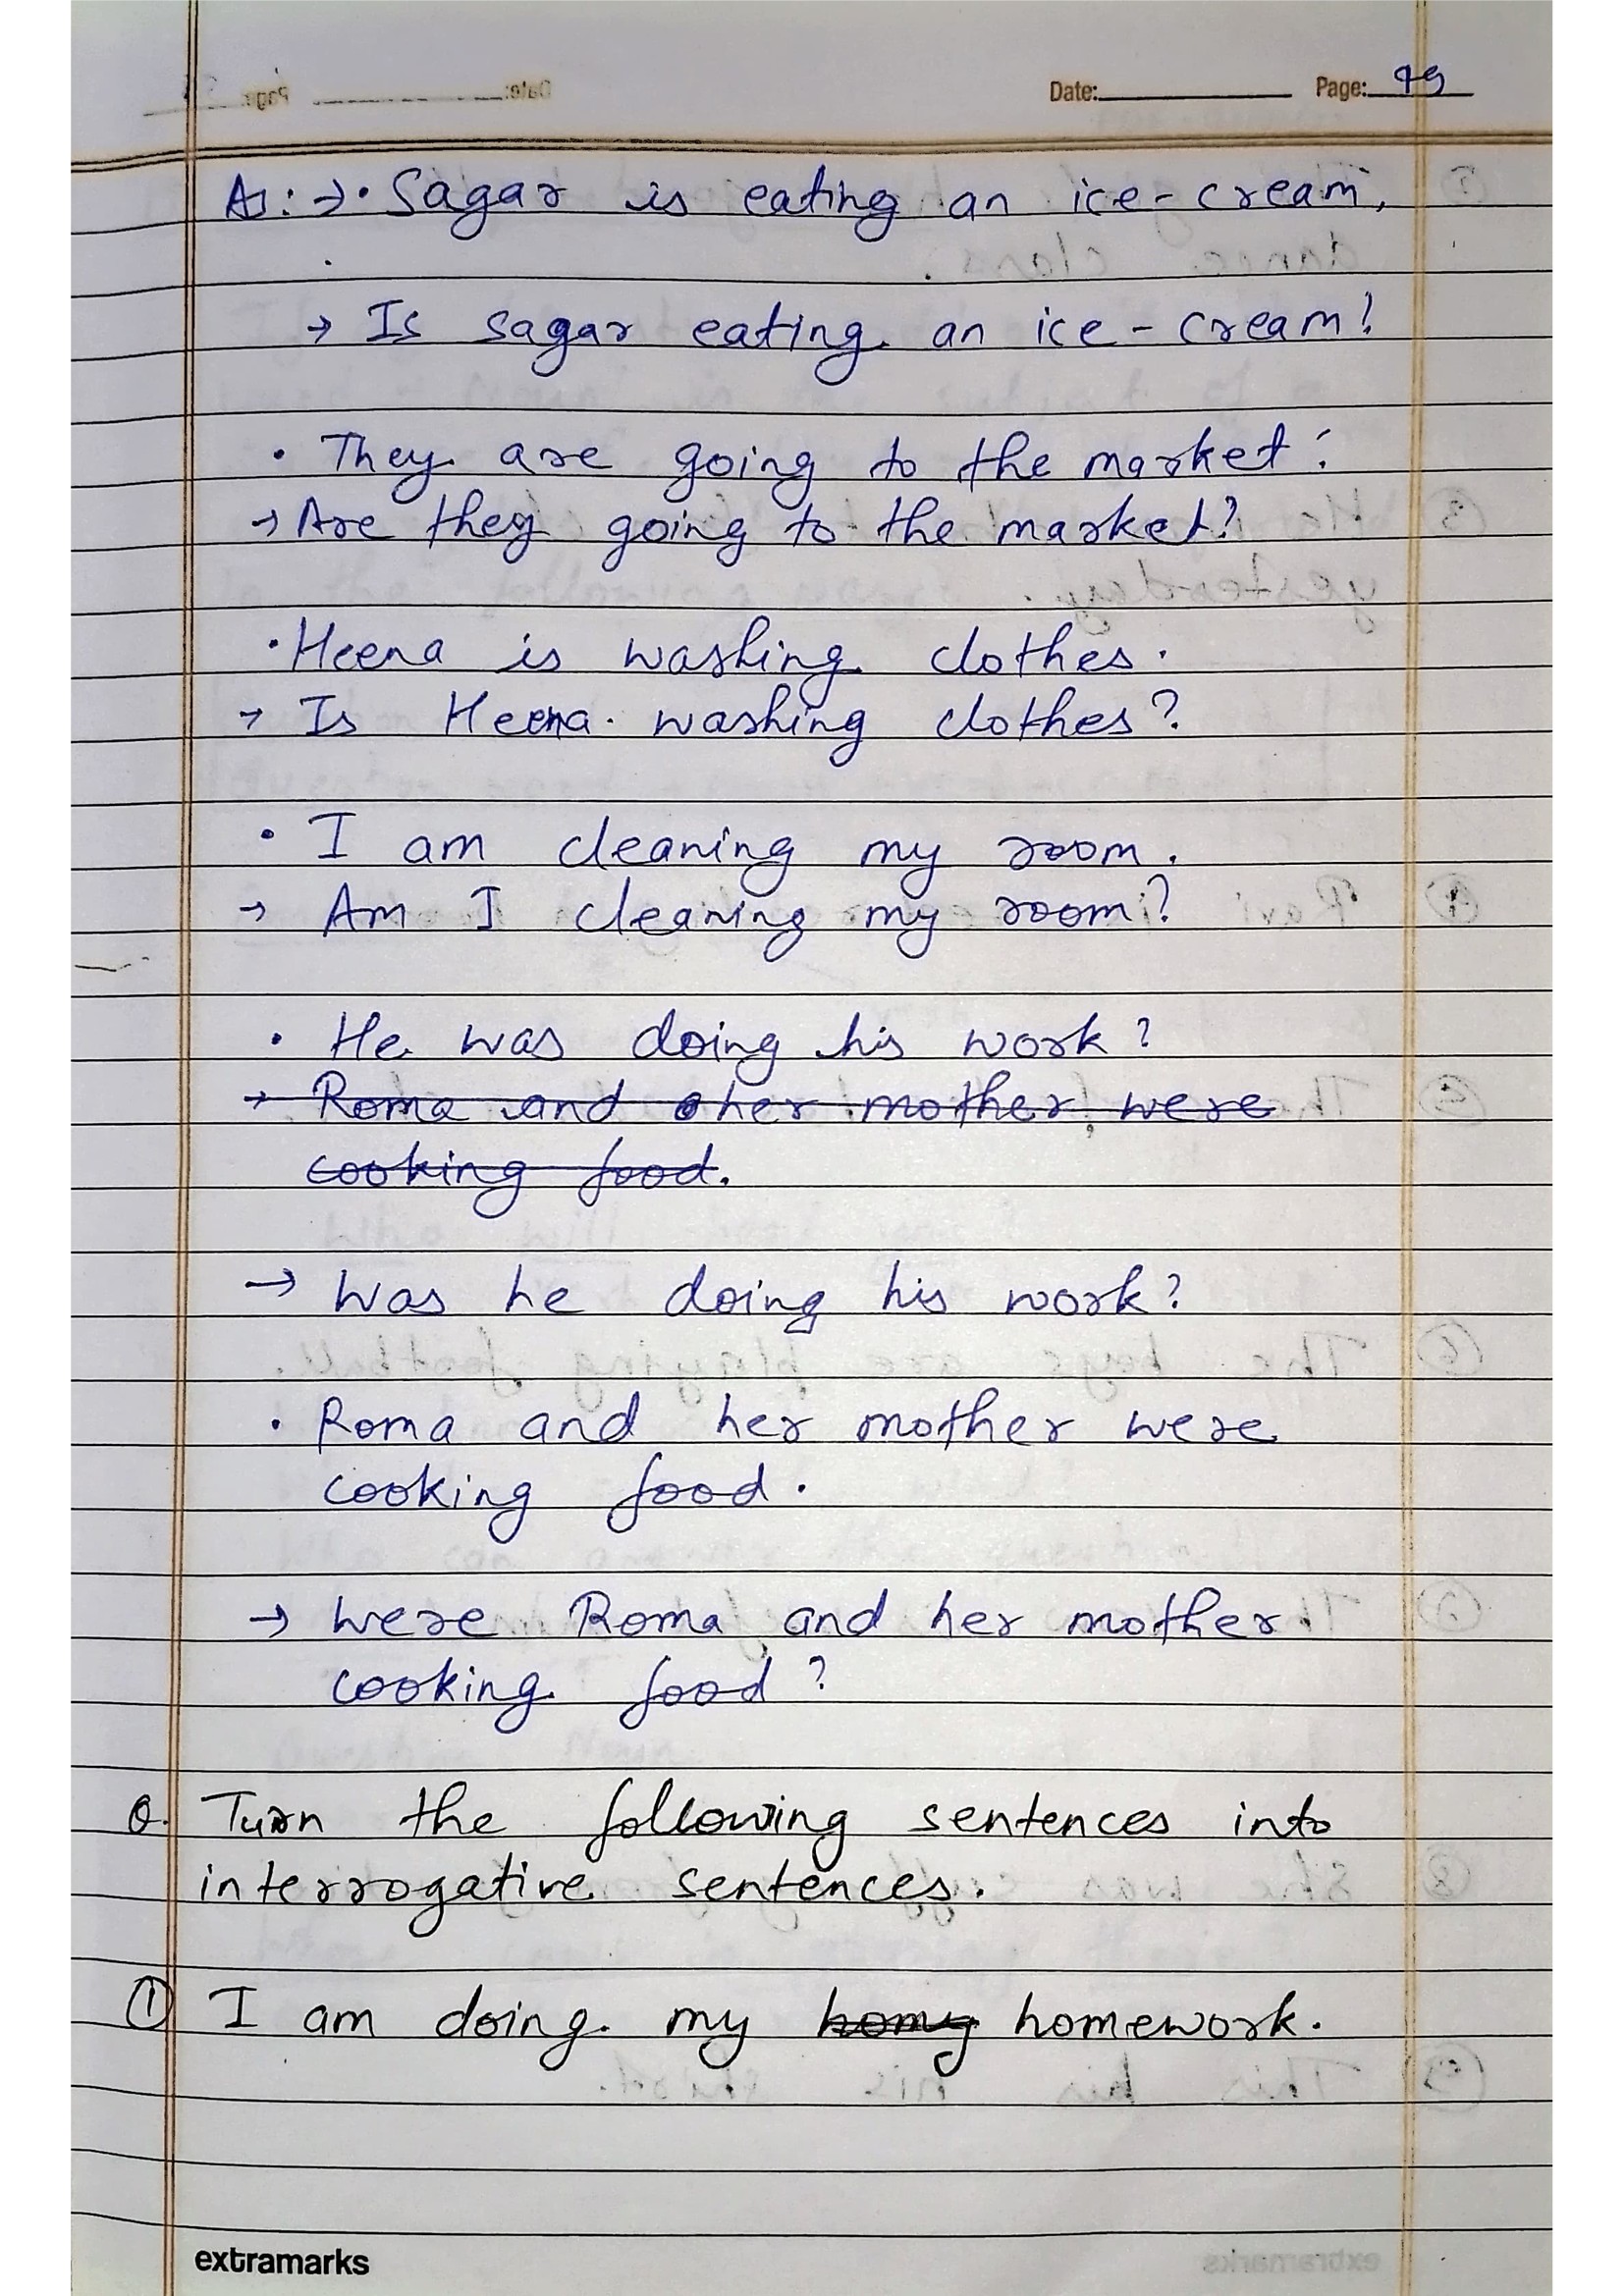 Date: Page: 49
As: → • Sagar is eating an ice-cream.
→ Is sagar eating an ice-cream?
• They are going to the market.
→ Are they going to the market?
• Heena is washing clothes.
→ Is Heena washing clothes?
• I am cleaning my room.
→ Am I cleaning my room?
• He was doing his work?
→ Roma and her mother were
cooking food.
→ Was he doing his work?
• Roma and her mother were
cooking food.
→ Were Roma and her mother
cooking food?
Q. Turn the following sentences into
interrogative sentences.
① I am doing my homy homework.
extramarks